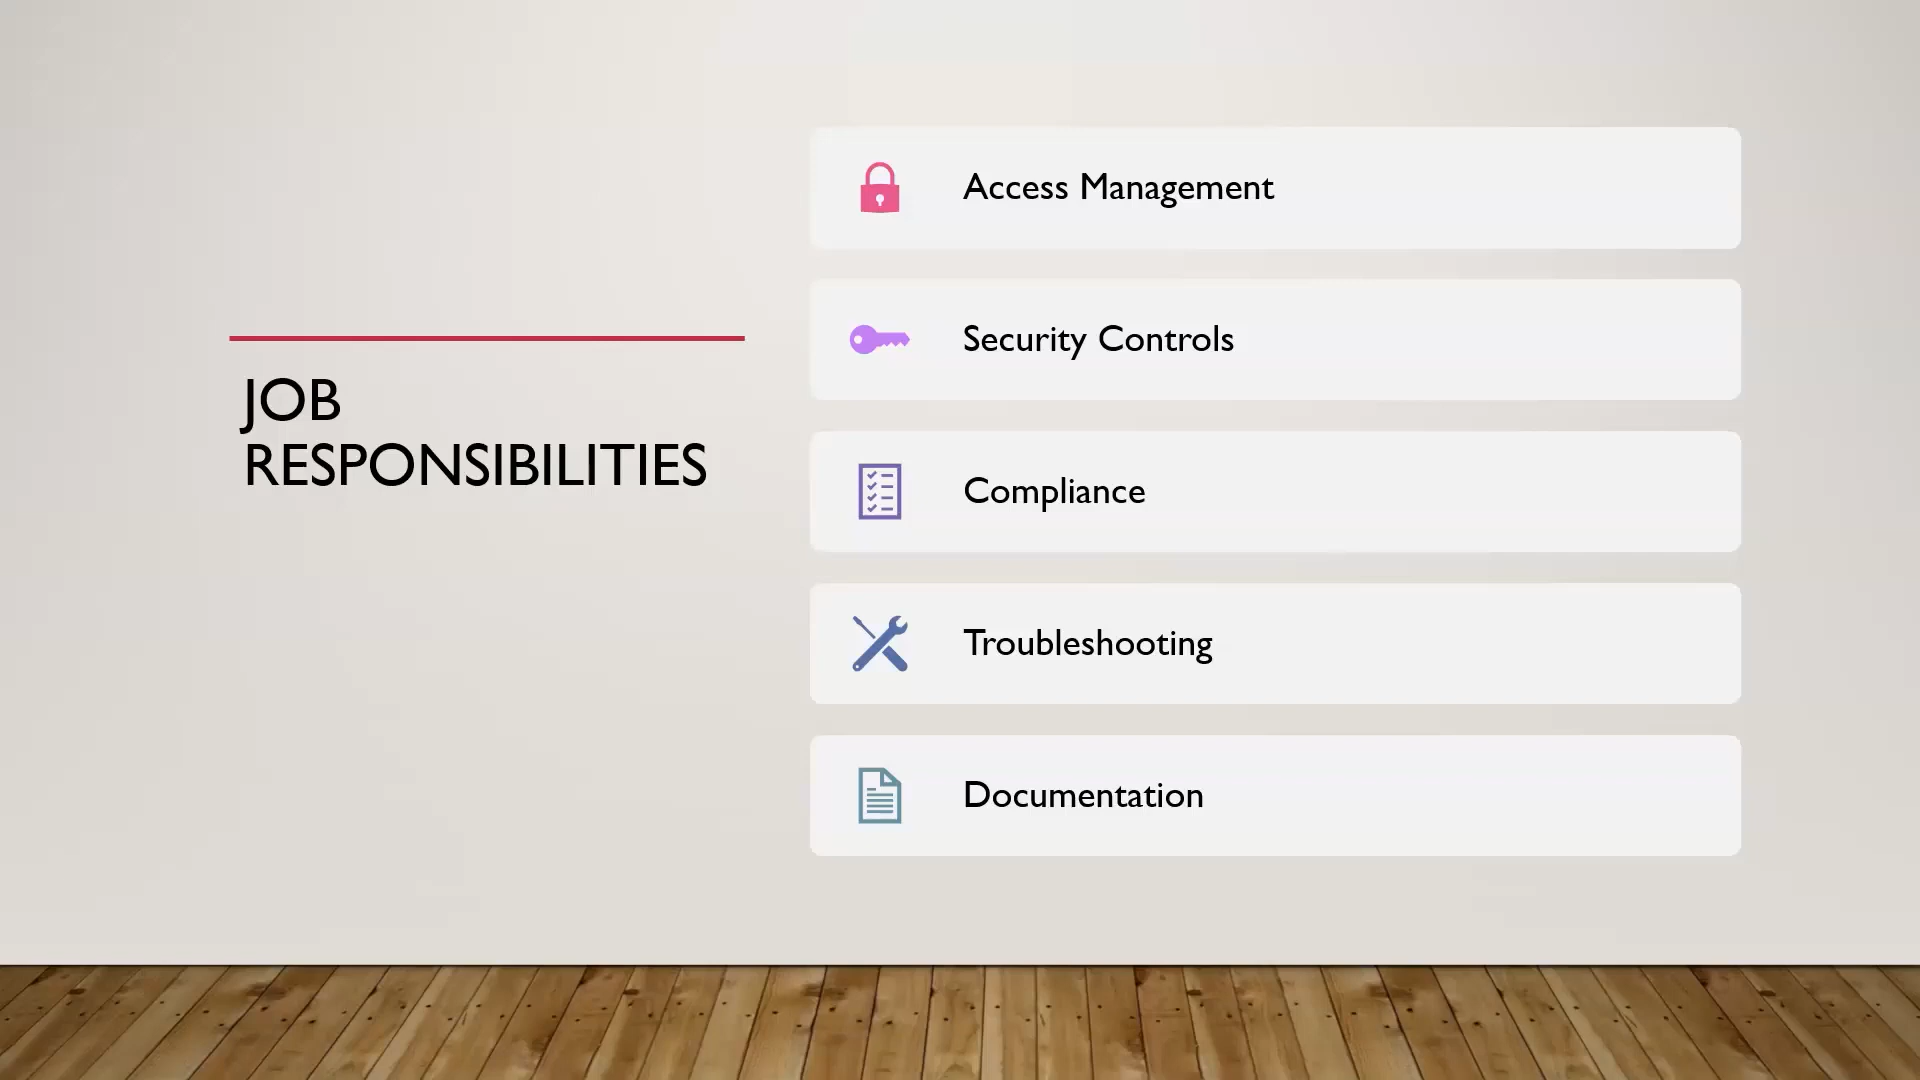 JOB
RESPONSIBILITIES
Access Management
Security Controls
Compliance
Troubleshooting
Documentation